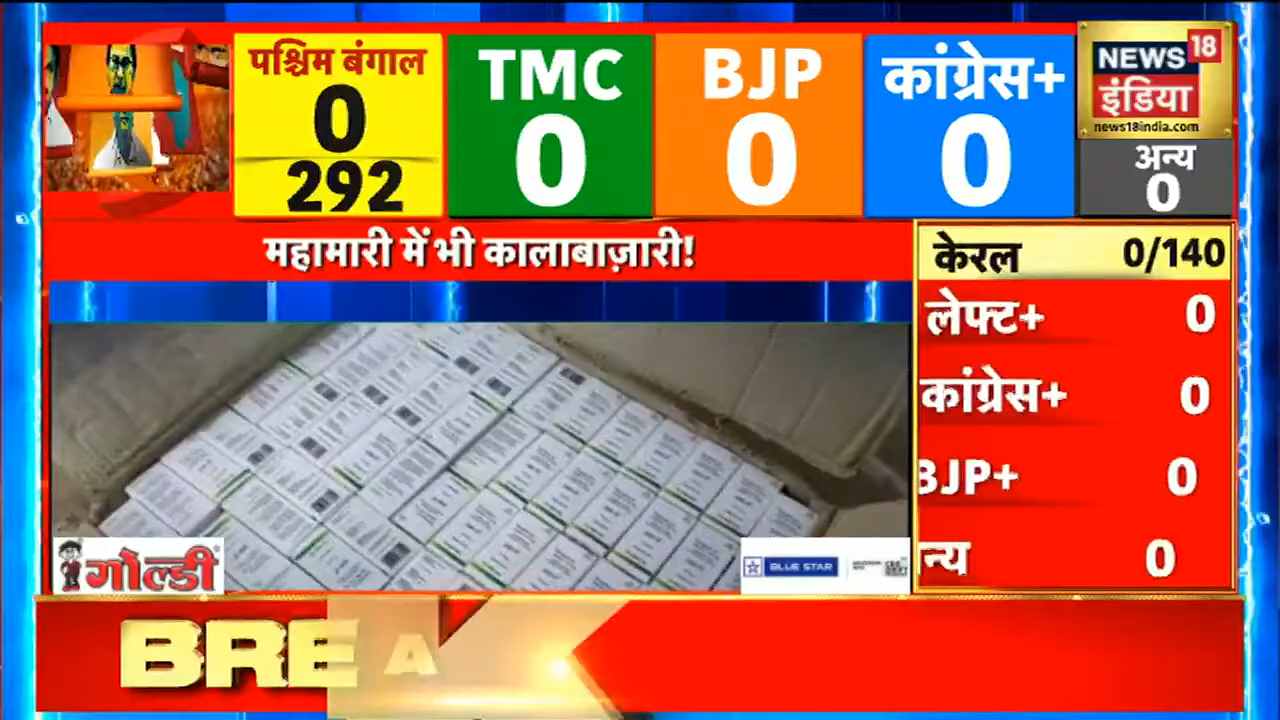 पश्चिम बंगाल
0
292
TMC
0
BJP
0
कांग्रेस+
0
NEWS 18
इंडिया
news18india.com
अन्य
0
महामारी में भी कालाबाज़ारी!
केरल 0/140
लेफ्ट+ 0
कांग्रेस+ 0
BJP+ 0
न्य 0
गोल्डी
BLUE STAR
BREAK